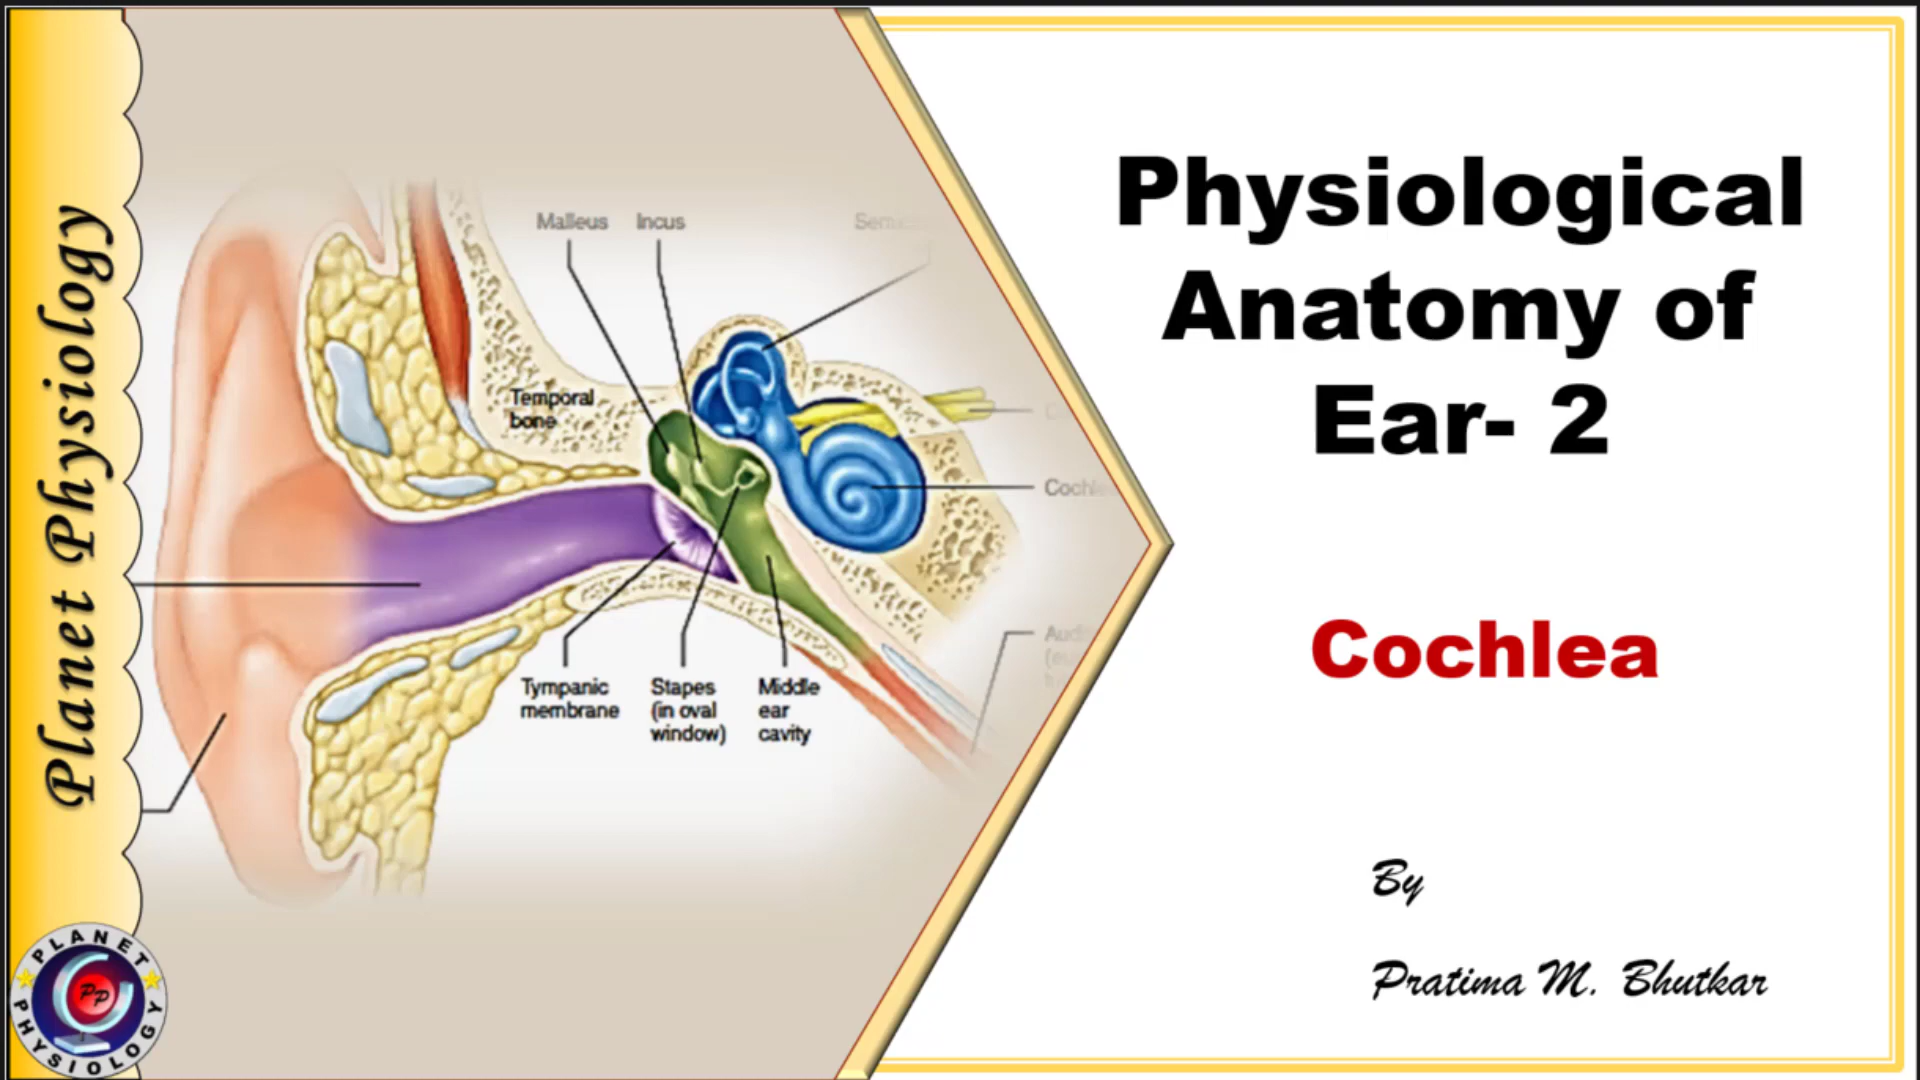 Planet Physiology
Malleus Incus
Temporal
bone
Tympanic
membrane
Stapes
(in oval
window)
Middle
ear
cavity
PLANET
PP
PHYSIOLOGY
Physiological
Anatomy of
Ear- 2
Cochlea
By
Pratima M. Bhutkar